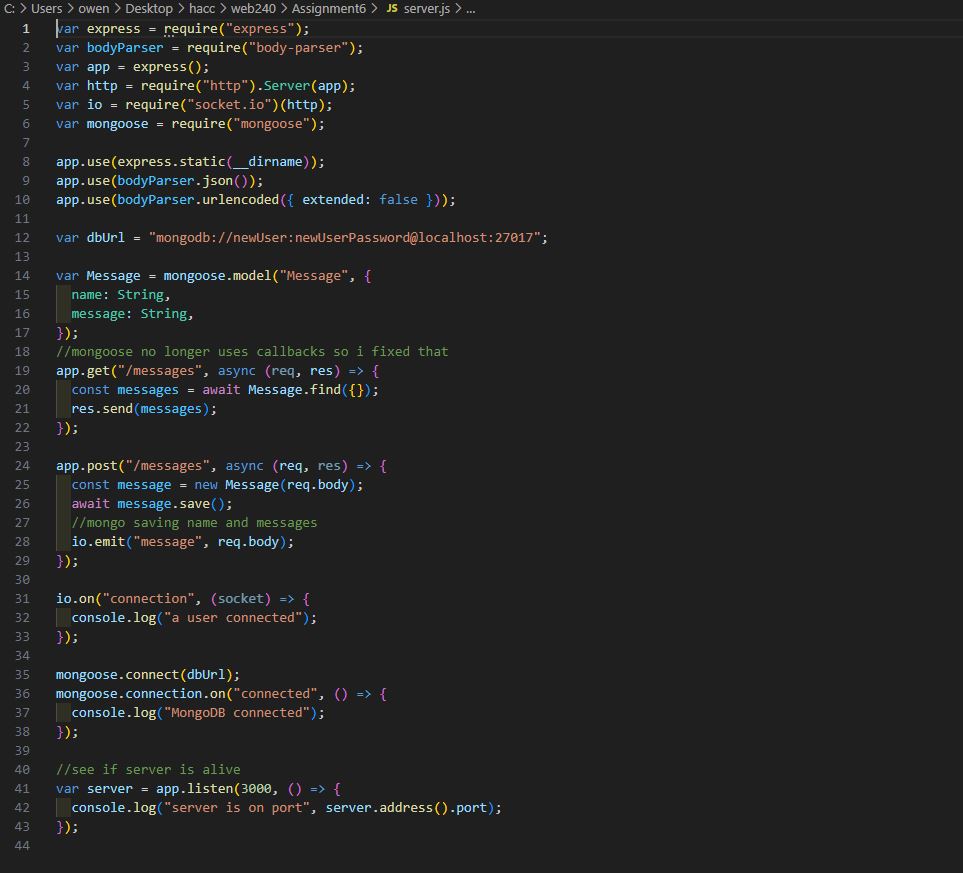 C: > Users > owen > Desktop > hacc > web240 > Assignment6 > JS server.js > ...
1 var express = require("express");
2 var bodyParser = require("body-parser");
3 var app = express();
4 var http = require("http").Server(app);
5 var io = require("socket.io")(http);
6 var mongoose = require("mongoose");
7
8 app.use(express.static(__dirname));
9 app.use(bodyParser.json());
10 app.use(bodyParser.urlencoded({ extended: false }));
11
12 var dbUrl = "mongodb://newUser:newUserPassword@localhost:27017";
13
14 var Message = mongoose.model("Message", {
15   name: String,
16   message: String,
17 });
18 //mongoose no longer uses callbacks so i fixed that
19 app.get("/messages", async (req, res) => {
20   const messages = await Message.find({});
21   res.send(messages);
22 });
23
24 app.post("/messages", async (req, res) => {
25   const message = new Message(req.body);
26   await message.save();
27   //mongo saving name and messages
28   io.emit("message", req.body);
29 });
30
31 io.on("connection", (socket) => {
32   console.log("a user connected");
33 });
34
35 mongoose.connect(dbUrl);
36 mongoose.connection.on("connected", () => {
37   console.log("MongoDB connected");
38 });
39
40 //see if server is alive
41 var server = app.listen(3000, () => {
42   console.log("server is on port", server.address().port);
43 });
44